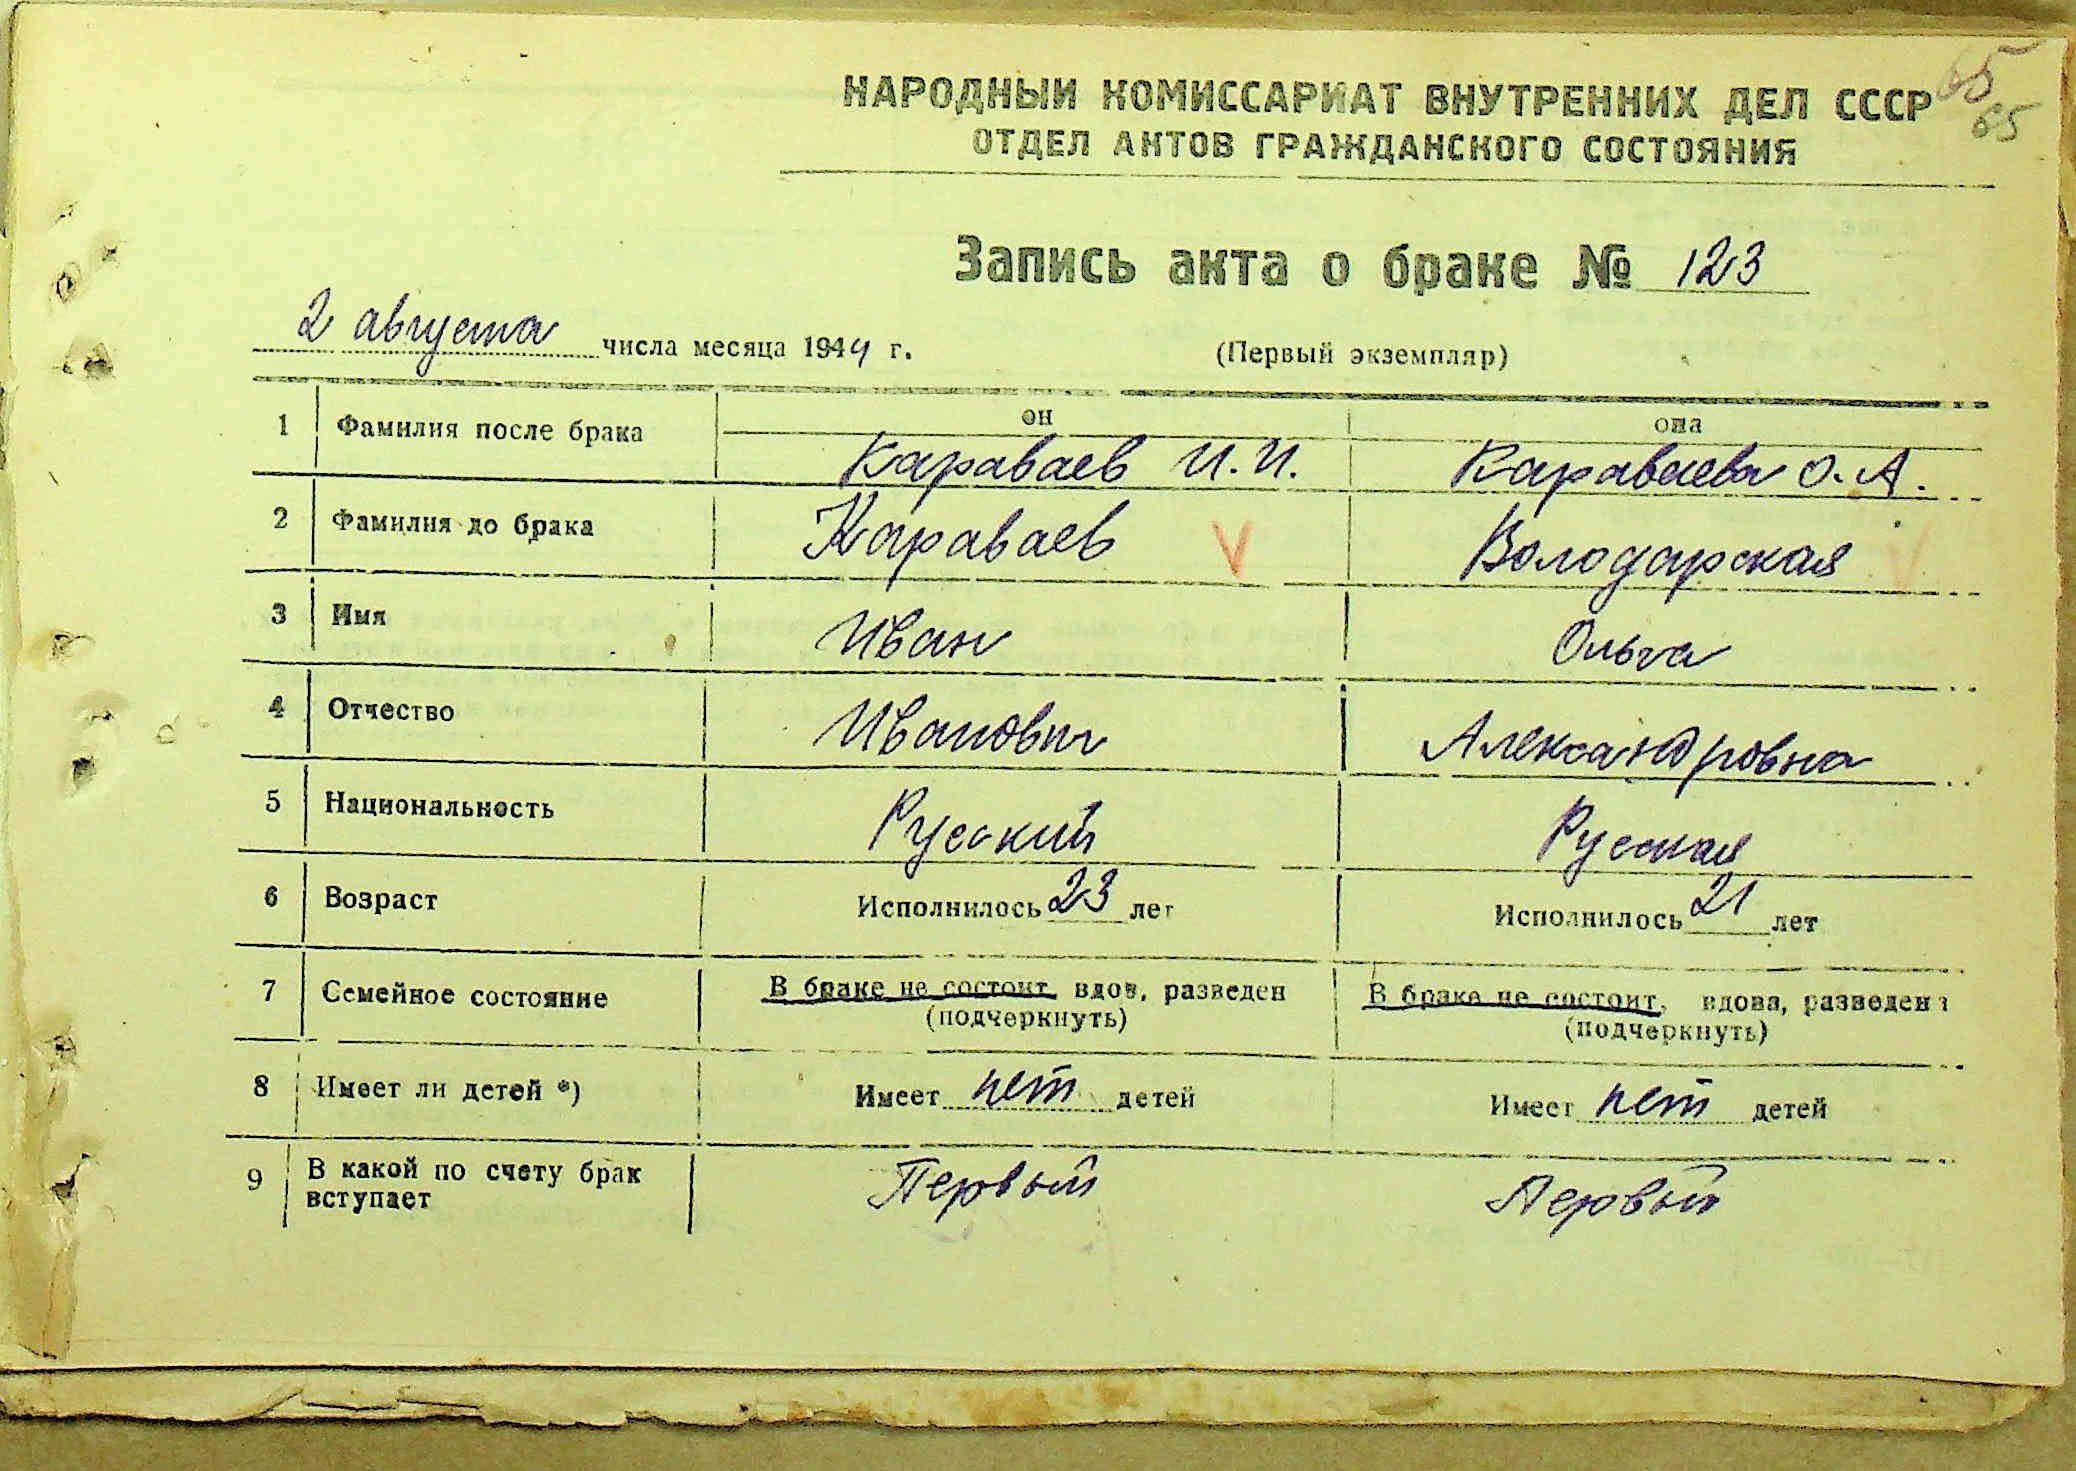 65
65
НАРОДНЫЙ КОМИССАРИАТ ВНУТРЕННИХ ДЕЛ СССР
ОТДЕЛ АКТОВ ГРАЖДАНСКОГО СОСТОЯНИЯ
Запись акта о браке № 123
2 августа числа месяца 1944 г.
(Первый экземпляр)
1 Фамилия после брака он Караваев И.И. она Караваева О.А.
2 Фамилия до брака Караваев V Володарская V
3 Имя Иван Ольга
4 Отчество Иванович Александровна
5 Национальность Русский Русская
6 Возраст Исполнилось 23 лет Исполнилось 21 лет
7 Семейное состояние В браке не состоит, вдов, разведен В браке не состоит, вдова, разведена
(подчеркнуть) (подчеркнуть)
8 Имеет ли детей *) Имеет нет детей Имеет нет детей
9 В какой по счету брак
вступает Первый Первый